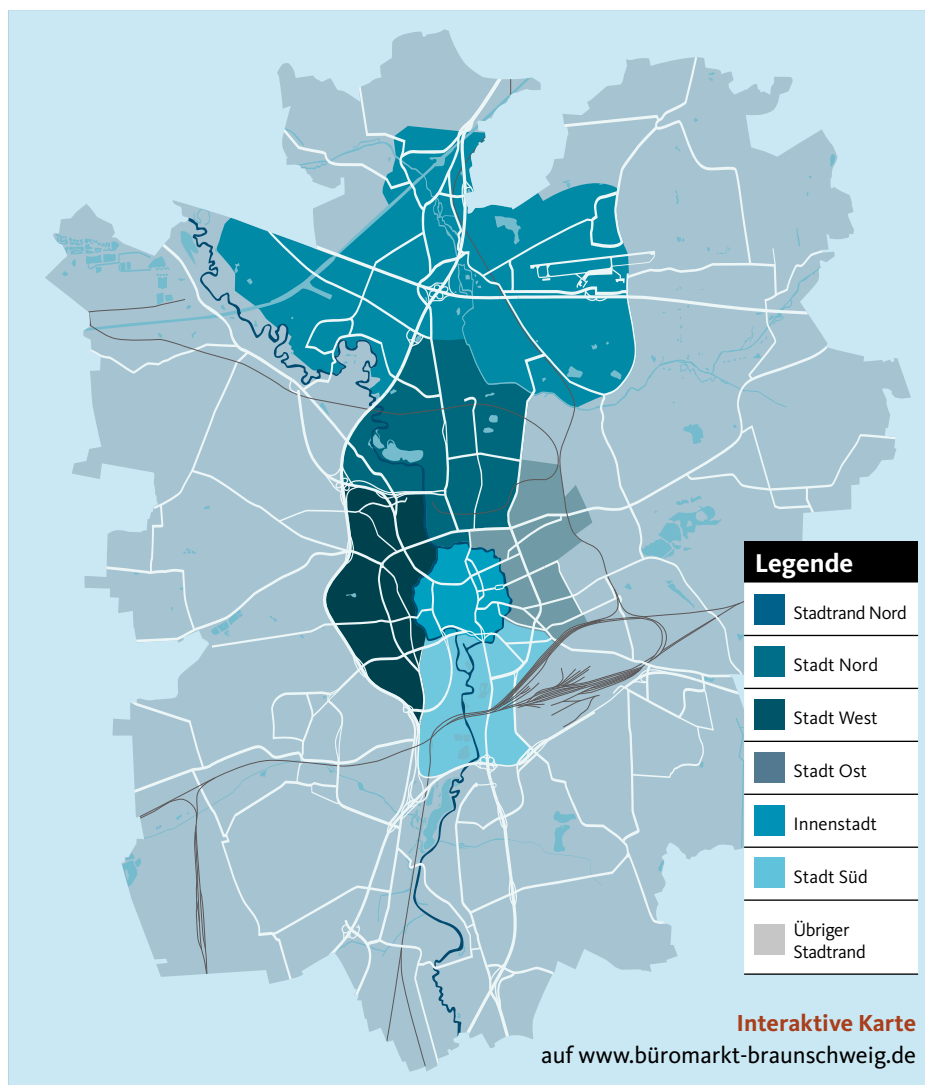 Legende
Stadtrand Nord
Stadt Nord
Stadt West
Stadt Ost
Innenstadt
Stadt Süd
Übriger
Stadtrand
Interaktive Karte
auf www.büromarkt-braunschweig.de